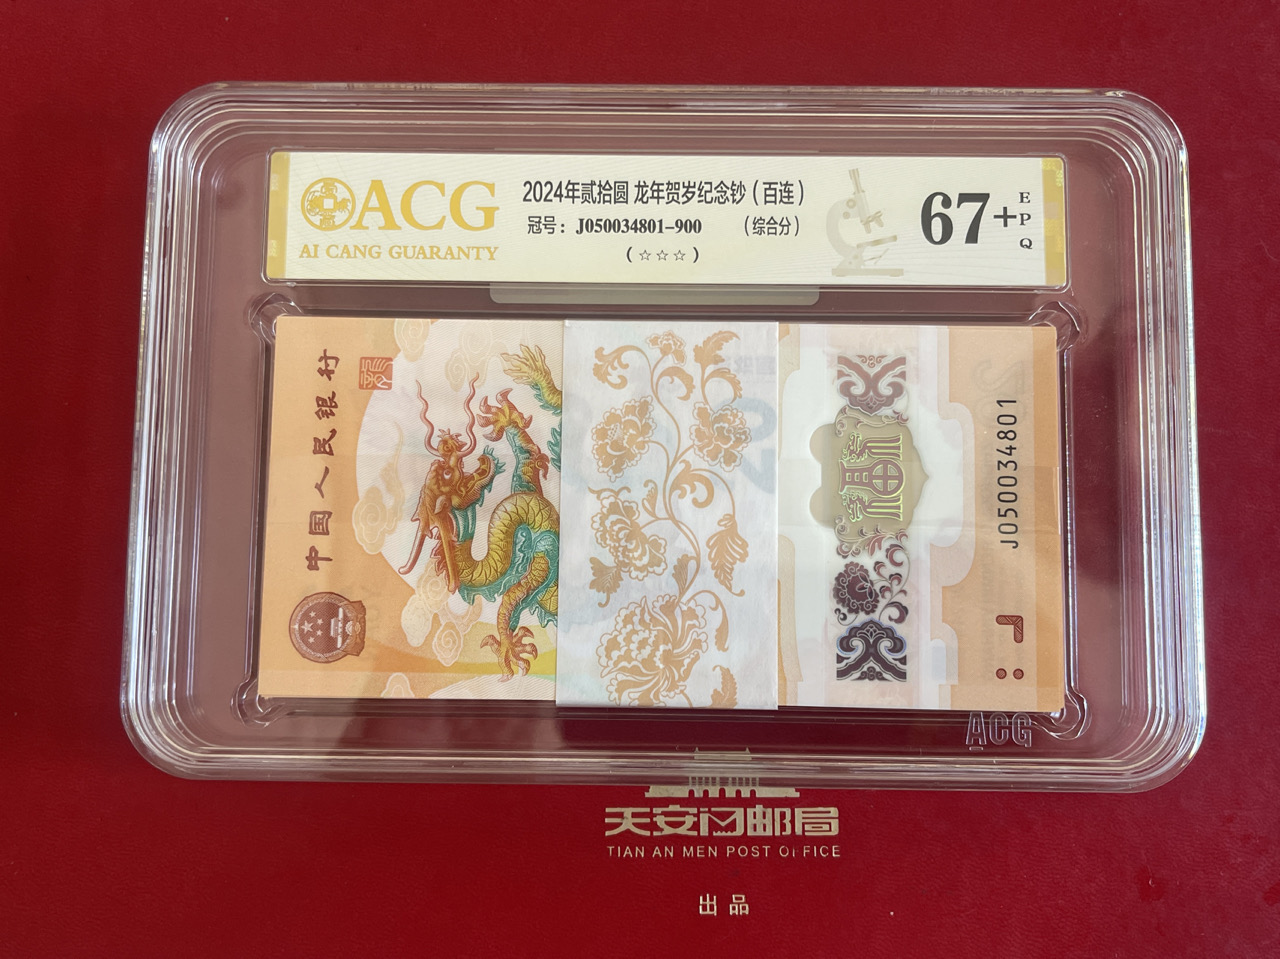 ACG
AI CANG GUARANTY
2024年贰拾圆 龙年贺岁纪念钞(百连)
冠号: J050034801-900 (综合分)
(☆☆☆)
67+
EPQ
中国人民银行
J050034801
ACG
天安门邮局
TIAN AN MEN POST OFFICE
出品